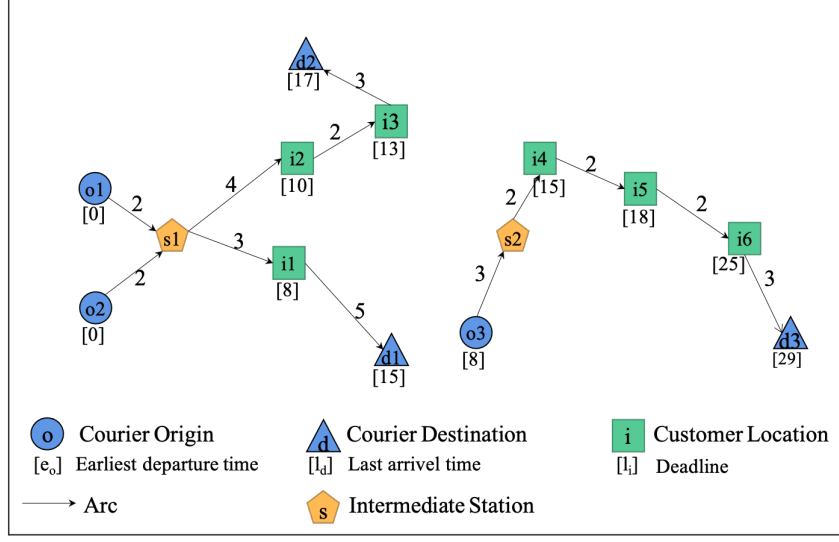 d2
[17]
3
i3
[13]
2
i2
[10]
4
o1
[0]
2
s1
3
i1
[8]
2
o2
[0]
5
d1
[15]
i4
[15]
2
i5
[18]
2
s2
2
i6
[25]
3
o3
[8]
3
d3
[29]
o Courier Origin
[eₒ] Earliest departure time
d Courier Destination
[l_d] Last arrivel time
i Customer Location
[lᵢ] Deadline
Arc
s Intermediate Station